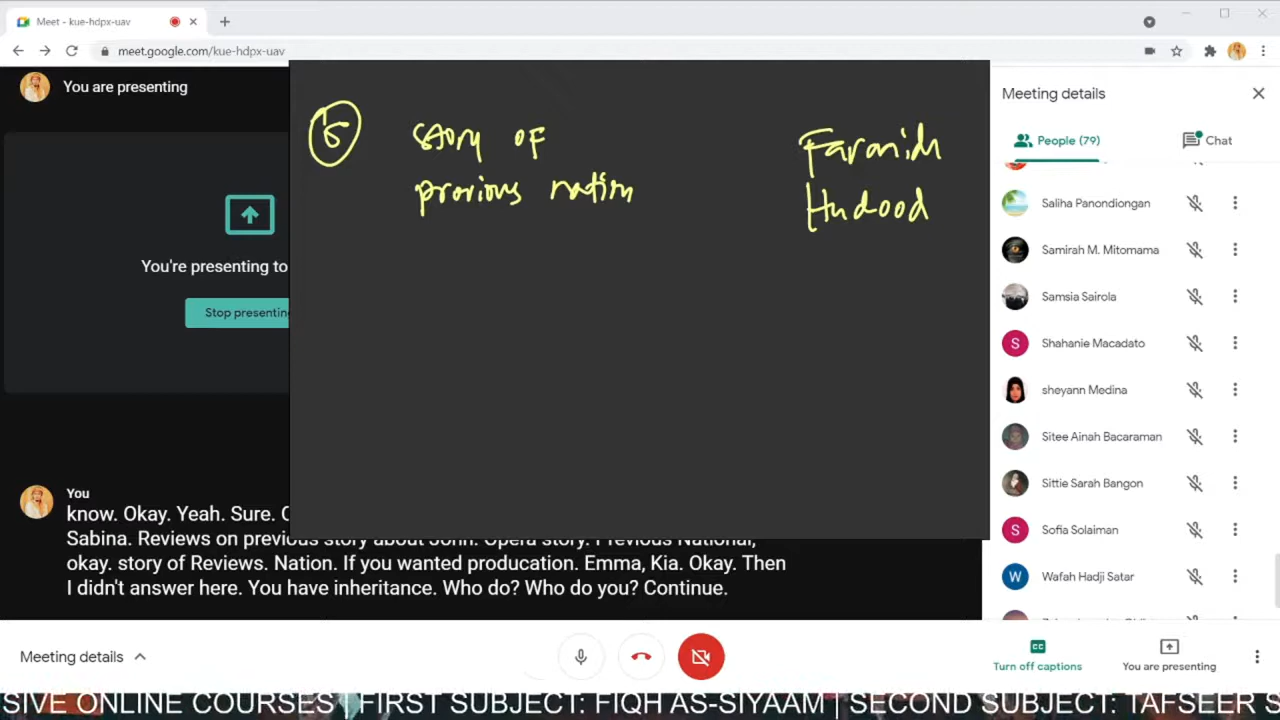 Meet - kue-hdpx-uav
meet.google.com/kue-hdpx-uav
You are presenting
You're presenting to
Stop presentin
5 story of
previous nation
Faraidh
Hudood
Meeting details
People (79)
Chat
Saliha Panondiongan
Samirah M. Mitomama
Samsia Sairola
S Shahanie Macadato
sheyann Medina
Sitee Ainah Bacaraman
Sittie Sarah Bangon
S Sofia Solaiman
W Wafah Hadji Satar
You
know. Okay. Yeah. Sure.
Sabina. Reviews on previous story about John. Opera story. Previous National,
okay. story of Reviews. Nation. If you wanted producation. Emma, Kia. Okay. Then
I didn't answer here. You have inheritance. Who do? Who do you? Continue.
Meeting details
CC
Turn off captions
You are presenting
SIVE ONLINE COURSES | FIRST SUBJECT: FIQH AS-SIYAAM | SECOND SUBJECT: TAFSEER S